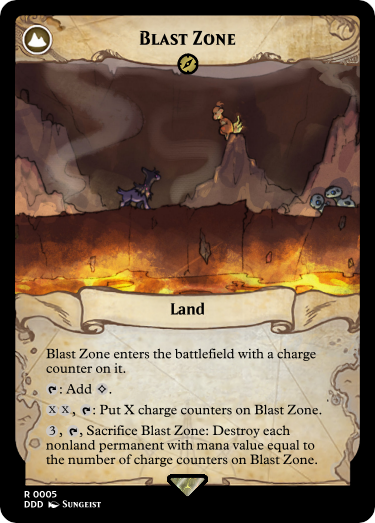 Blast Zone
Land
Blast Zone enters the battlefield with a charge
counter on it.
: Add .
X X, : Put X charge counters on Blast Zone.
3, , Sacrifice Blast Zone: Destroy each
nonland permanent with mana value equal to
the number of charge counters on Blast Zone.
R 0005
DDD Sungeist